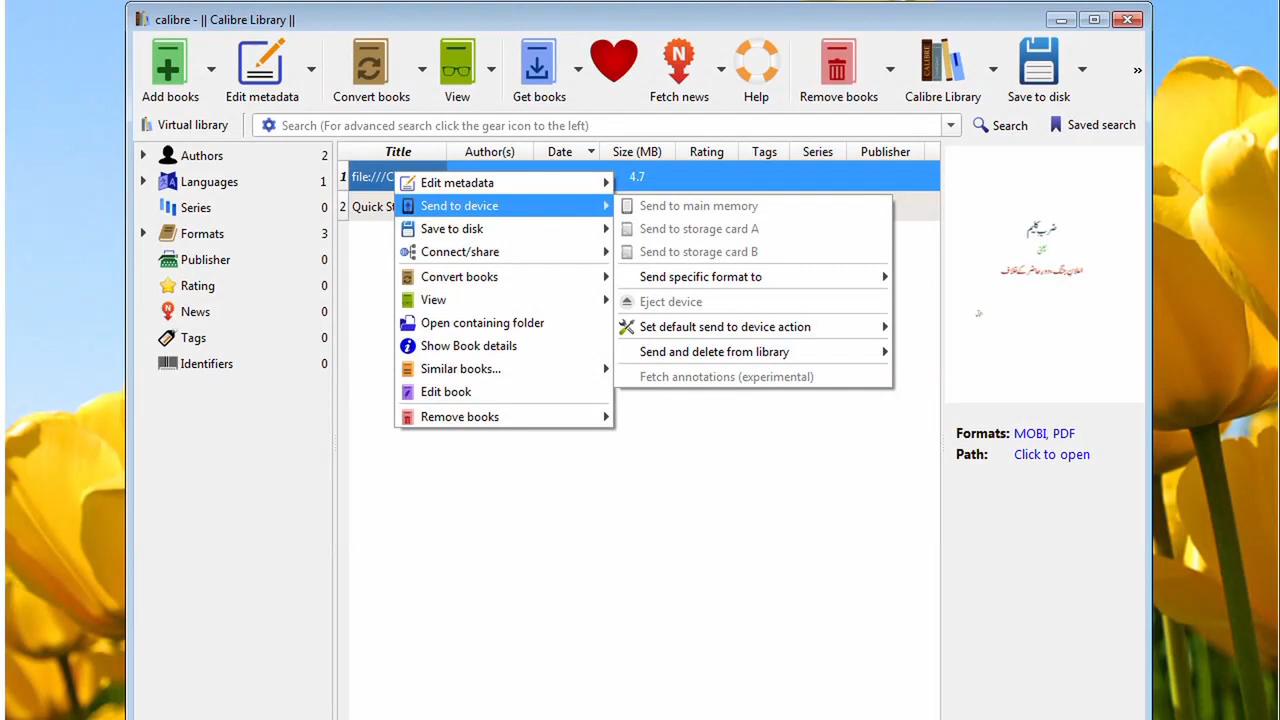 calibre - || Calibre Library ||
Add books
Edit metadata
Convert books
View
Get books
Fetch news
Help
Remove books
Calibre Library
Save to disk
»
Virtual library
Search (For advanced search click the gear icon to the left)
Search
Saved search
Authors 2
Languages 1
Series 0
Formats 3
Publisher 0
Rating 0
News 0
Tags 0
Identifiers 0
Title Author(s) Date Size (MB) Rating Tags Series Publisher
1 file:///C 4.7
2 Quick St
Edit metadata
Send to device
Save to disk
Connect/share
Convert books
View
Open containing folder
Show Book details
Similar books...
Edit book
Remove books
Send to main memory
Send to storage card A
Send to storage card B
Send specific format to
Eject device
Set default send to device action
Send and delete from library
Fetch annotations (experimental)
ضربِ کلیم
یعنی
اعلانِ جنگ، دورِ حاضر کے خلاف
Formats: MOBI, PDF
Path: Click to open